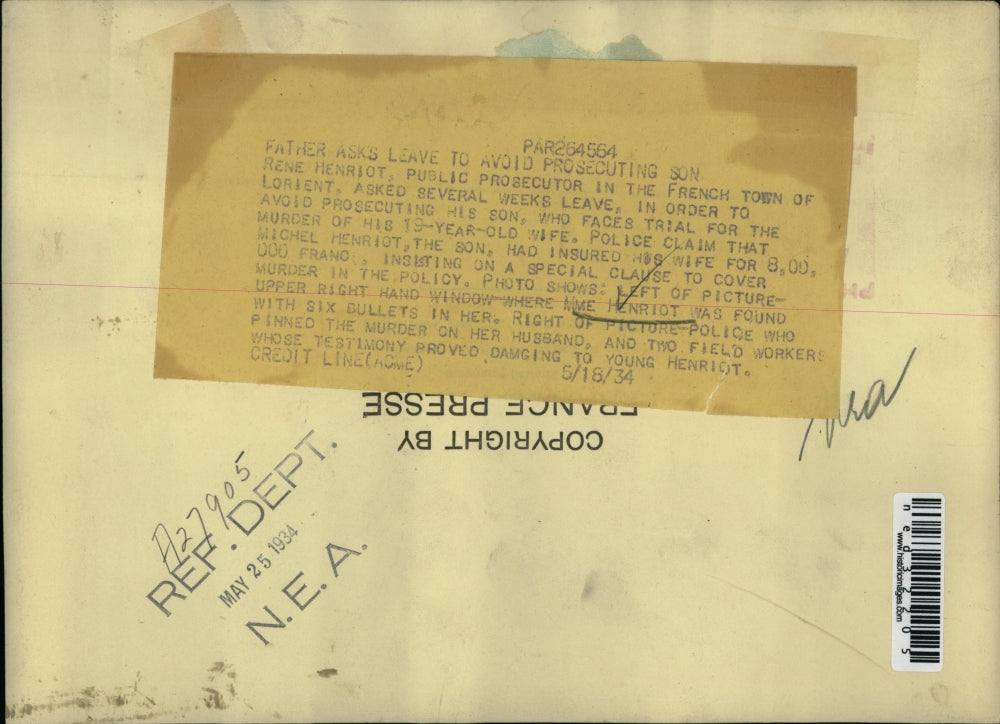 PAR264564
FATHER ASKS LEAVE TO AVOID PROSECUTING SON
RENE HENRIOT, PUBLIC PROSECUTOR IN THE FRENCH TOWN OF
LORIENT, ASKED SEVERAL WEEKS LEAVE, IN ORDER TO
AVOID PROSECUTING HIS SON, WHO FACES TRIAL FOR THE
MURDER OF HIS 19-YEAR-OLD WIFE. POLICE CLAIM THAT
MICHEL HENRIOT, THE SON, HAD INSURED HIS WIFE FOR 8,00,
000 FRANC , INSITING ON A SPECIAL CLAUSE TO COVER
MURDER IN THE POLICY. PHOTO SHOWS: LEFT OF PICTURE-
UPPER RIGHT HAND WINDOW WHERE MME HENRIOT WAS FOUND
WITH SIX BULLETS IN HER. RIGHT OF PICTURE-POLICE WHO
PINNED THE MURDER ON HER HUSBAND, AND TWO FIELD WORKERS
WHOSE TESTIMONY PROVED DAMGING TO YOUNG HENRIOT.
CREDIT LINE(ACME) 5/18/34
COPYRIGHT BY
FRANCE PRESSE
A27905
REF. DEPT.
MAY 25 1934
N. E. A.
ned32205
www.historicimages.com